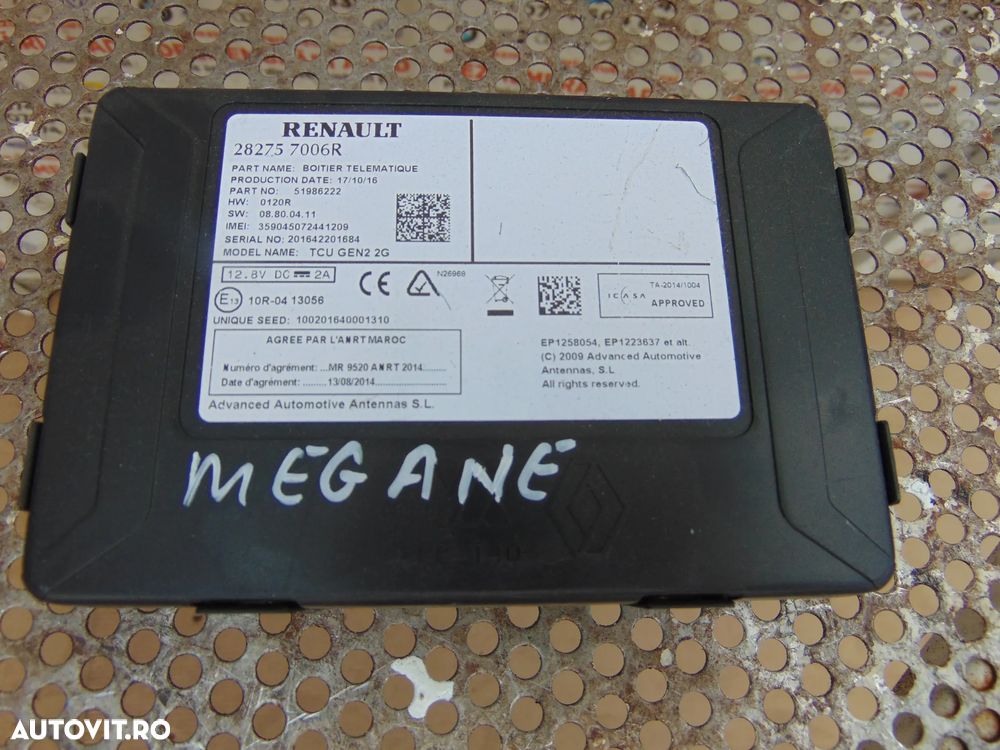 RENAULT
28275 7006R
PART NAME: BOITIER TELEMATIQUE
PRODUCTION DATE: 17/10/16
PART NO: 51986222
HW: 0120R
SW: 08.80.04.11
IMEI: 359045072441209
SERIAL NO: 201642201684
MODEL NAME: TCU GEN2 2G
12.8V DC 2A
N26969
E13 10R-04 13056
UNIQUE SEED: 100201640001310
TA-2014/1004
ICASA APPROVED
AGREE PAR L'ANRT MAROC
Numéro d'agrément: ...MR 9520 ANRT 2014......
Date d'agrément: ........13/08/2014.........
EP1258054, EP1223637 et alt.
(C) 2009 Advanced Automotive
Antennas, S.L
All rights reserved.
Advanced Automotive Antennas S.L.
MEGANE
AUTOVIT.RO